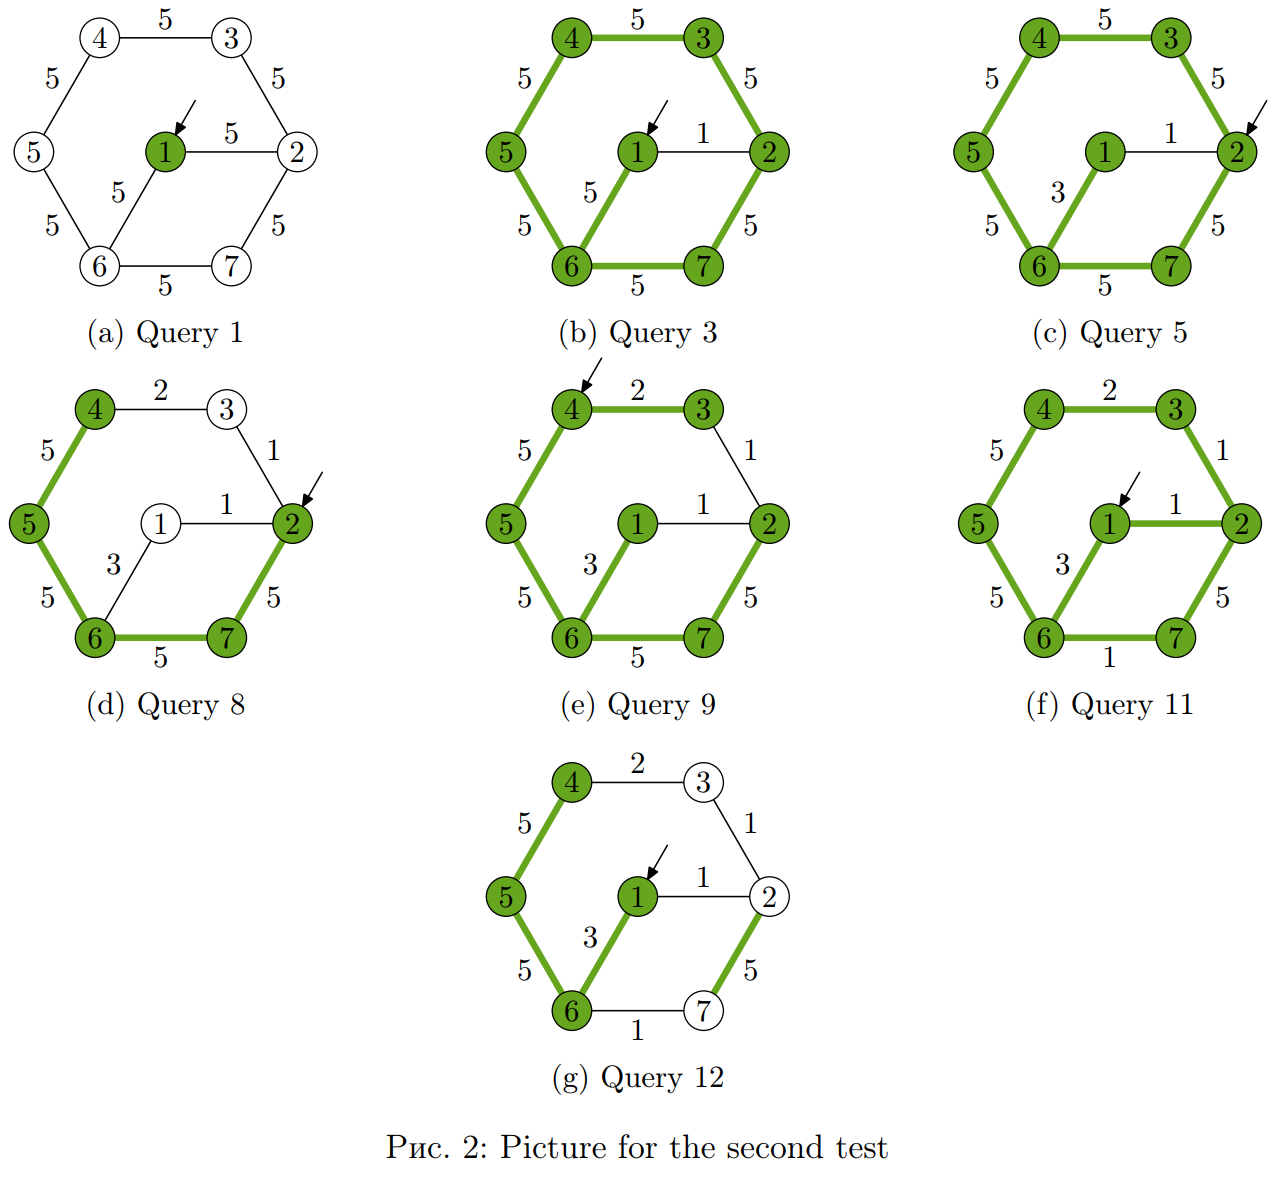 5 5 5
4 3 4 3 4 3
5 5 5 5 5 5
5 1 1
5 1 2 5 1 2 5 1 2
5 5 3
5 5 5 5 5 5
6 7 6 7 6 7
5 5 5
(a) Query 1 (b) Query 3 (c) Query 5
2 2 2
4 3 4 3 4 3
5 1 5 1 5 1
1 1 1
5 1 2 5 1 2 5 1 2
3 3 3
5 5 5 5 5 5
6 7 6 7 6 7
5 5 1
(d) Query 8 (e) Query 9 (f) Query 11
2
4 3
5 1
1
5 1 2
3
5 5
6 7
1
(g) Query 12
Рис. 2: Picture for the second test